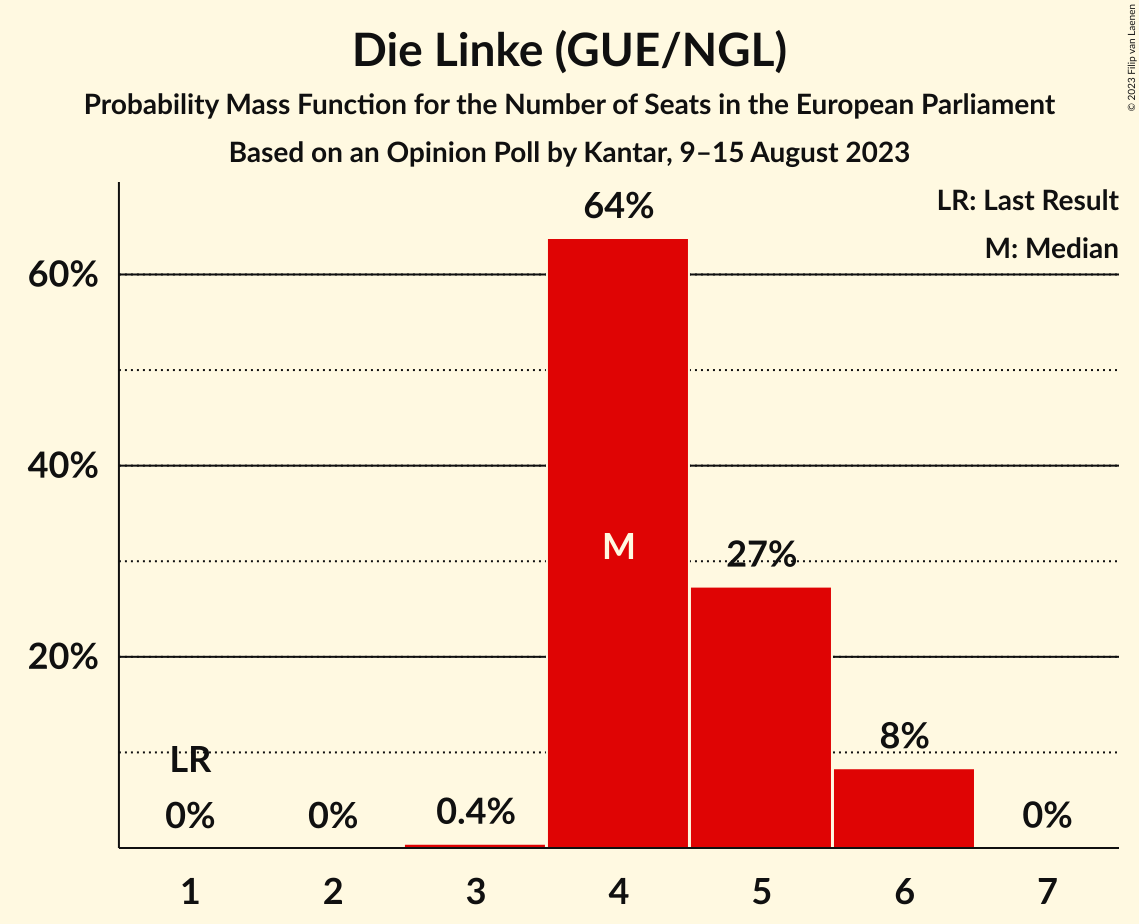 Die Linke (GUE/NGL)
Probability Mass Function for the Number of Seats in the European Parliament
Based on an Opinion Poll by Kantar, 9–15 August 2023
© 2023 Filip van Laenen
LR: Last Result
M: Median
64%
60%
40%
M
27%
20%
8%
LR
0%
0%
0.4%
0%
1 2 3 4 5 6 7